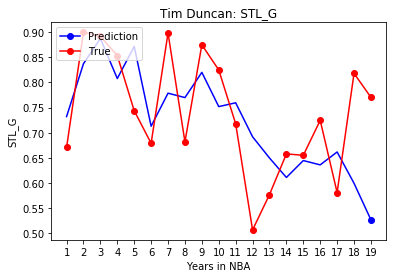 Tim Duncan: STL_G
Prediction
True
0.90
0.85
0.80
0.75
0.70
0.65
0.60
0.55
0.50
STL_G
1 2 3 4 5 6 7 8 9 10 11 12 13 14 15 16 17 18 19
Years in NBA